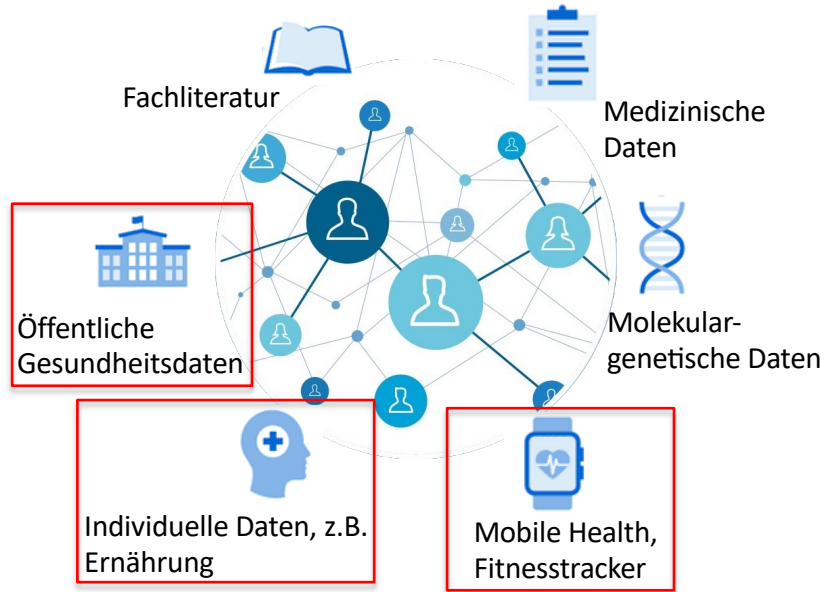 Fachliteratur
Medizinische
Daten
Öffentliche
Gesundheitsdaten
Molekular-
genetische Daten
Individuelle Daten, z.B.
Ernährung
Mobile Health,
Fitnesstracker